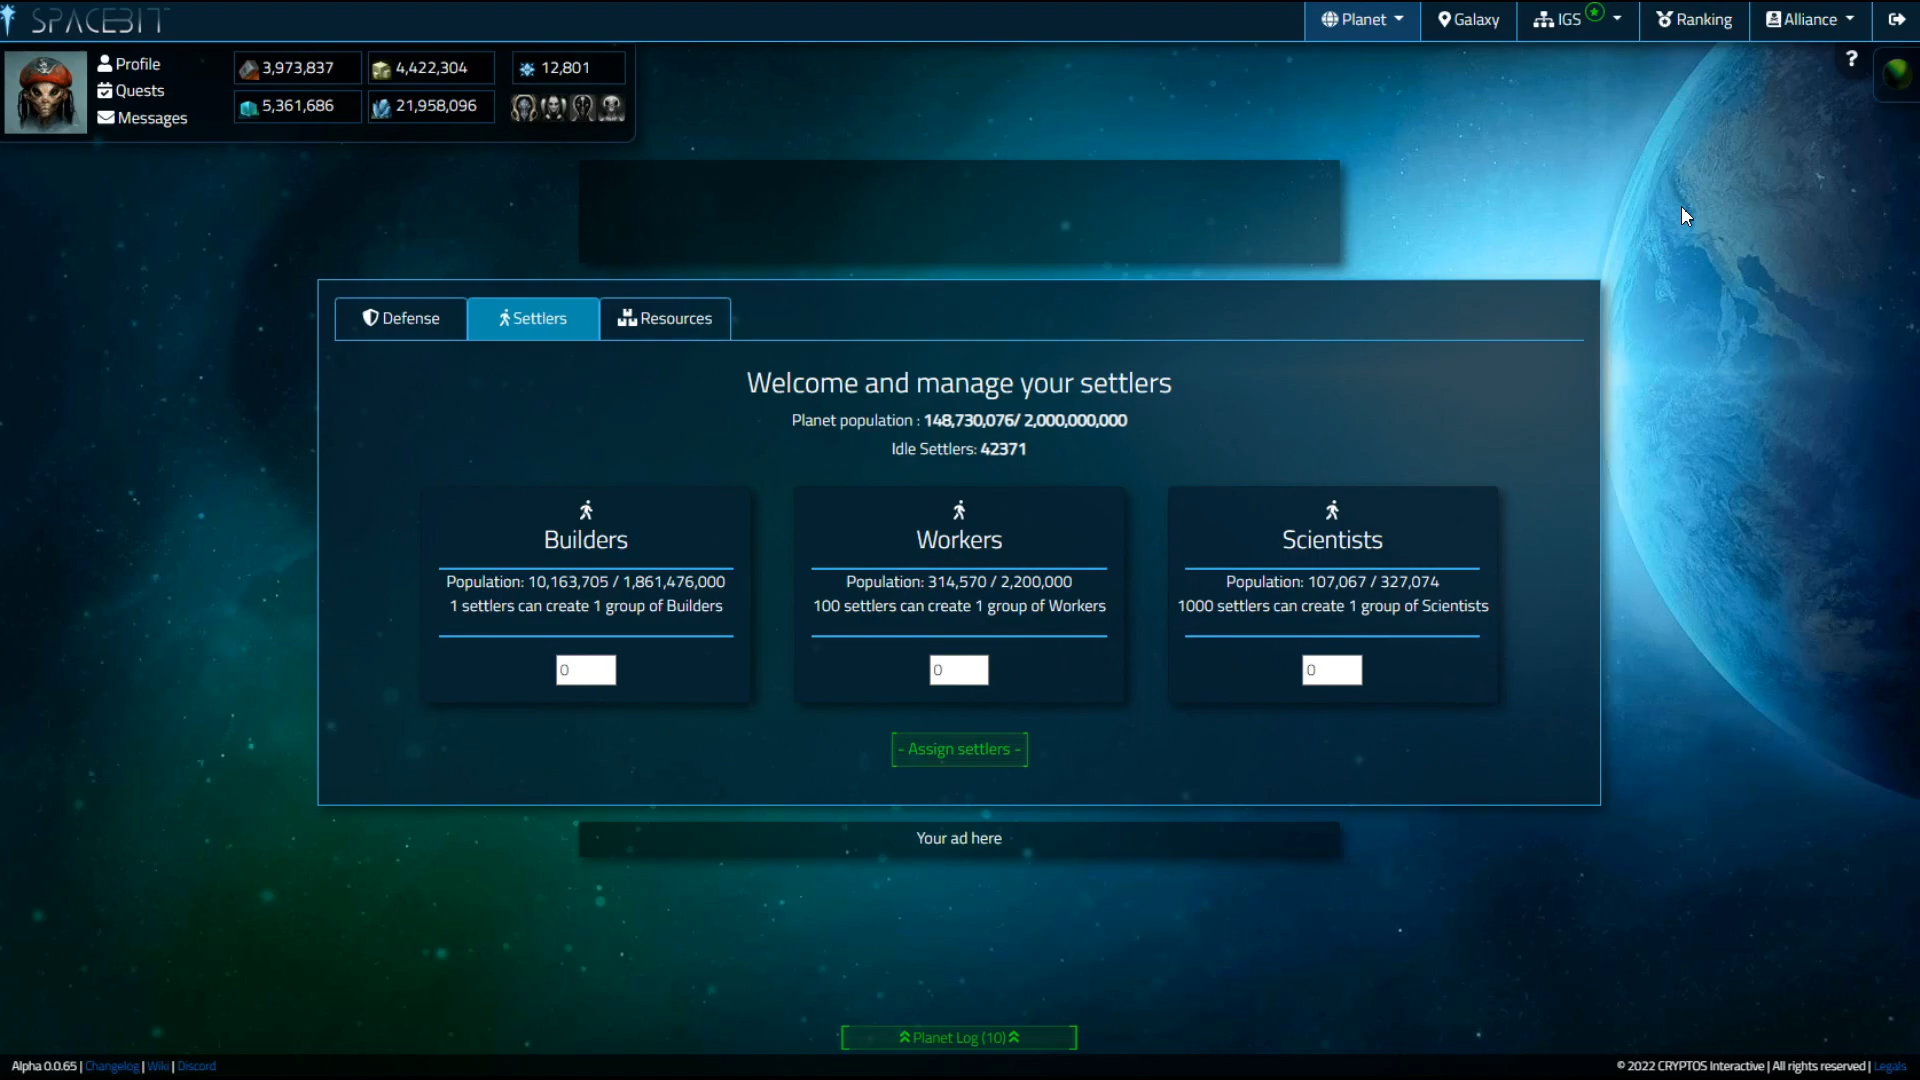 SPACEBIT
Planet
Galaxy
IGS
Ranking
Alliance
Profile
Quests
Messages
3,973,837
4,422,304
12,801
5,361,686
21,958,096
?
Defense
Settlers
Resources
Welcome and manage your settlers
Planet population : 148,730,076/ 2,000,000,000
Idle Settlers: 42371
Builders
Population: 10,163,705 / 1,861,476,000
1 settlers can create 1 group of Builders
0
Workers
Population: 314,570 / 2,200,000
100 settlers can create 1 group of Workers
0
Scientists
Population: 107,067 / 327,074
1000 settlers can create 1 group of Scientists
0
- Assign settlers -
Your ad here
Planet Log (10)
Alpha 0.0.65 | Changelog | Wiki | Discord
© 2022 CRYPTOS Interactive | All rights reserved | Legals